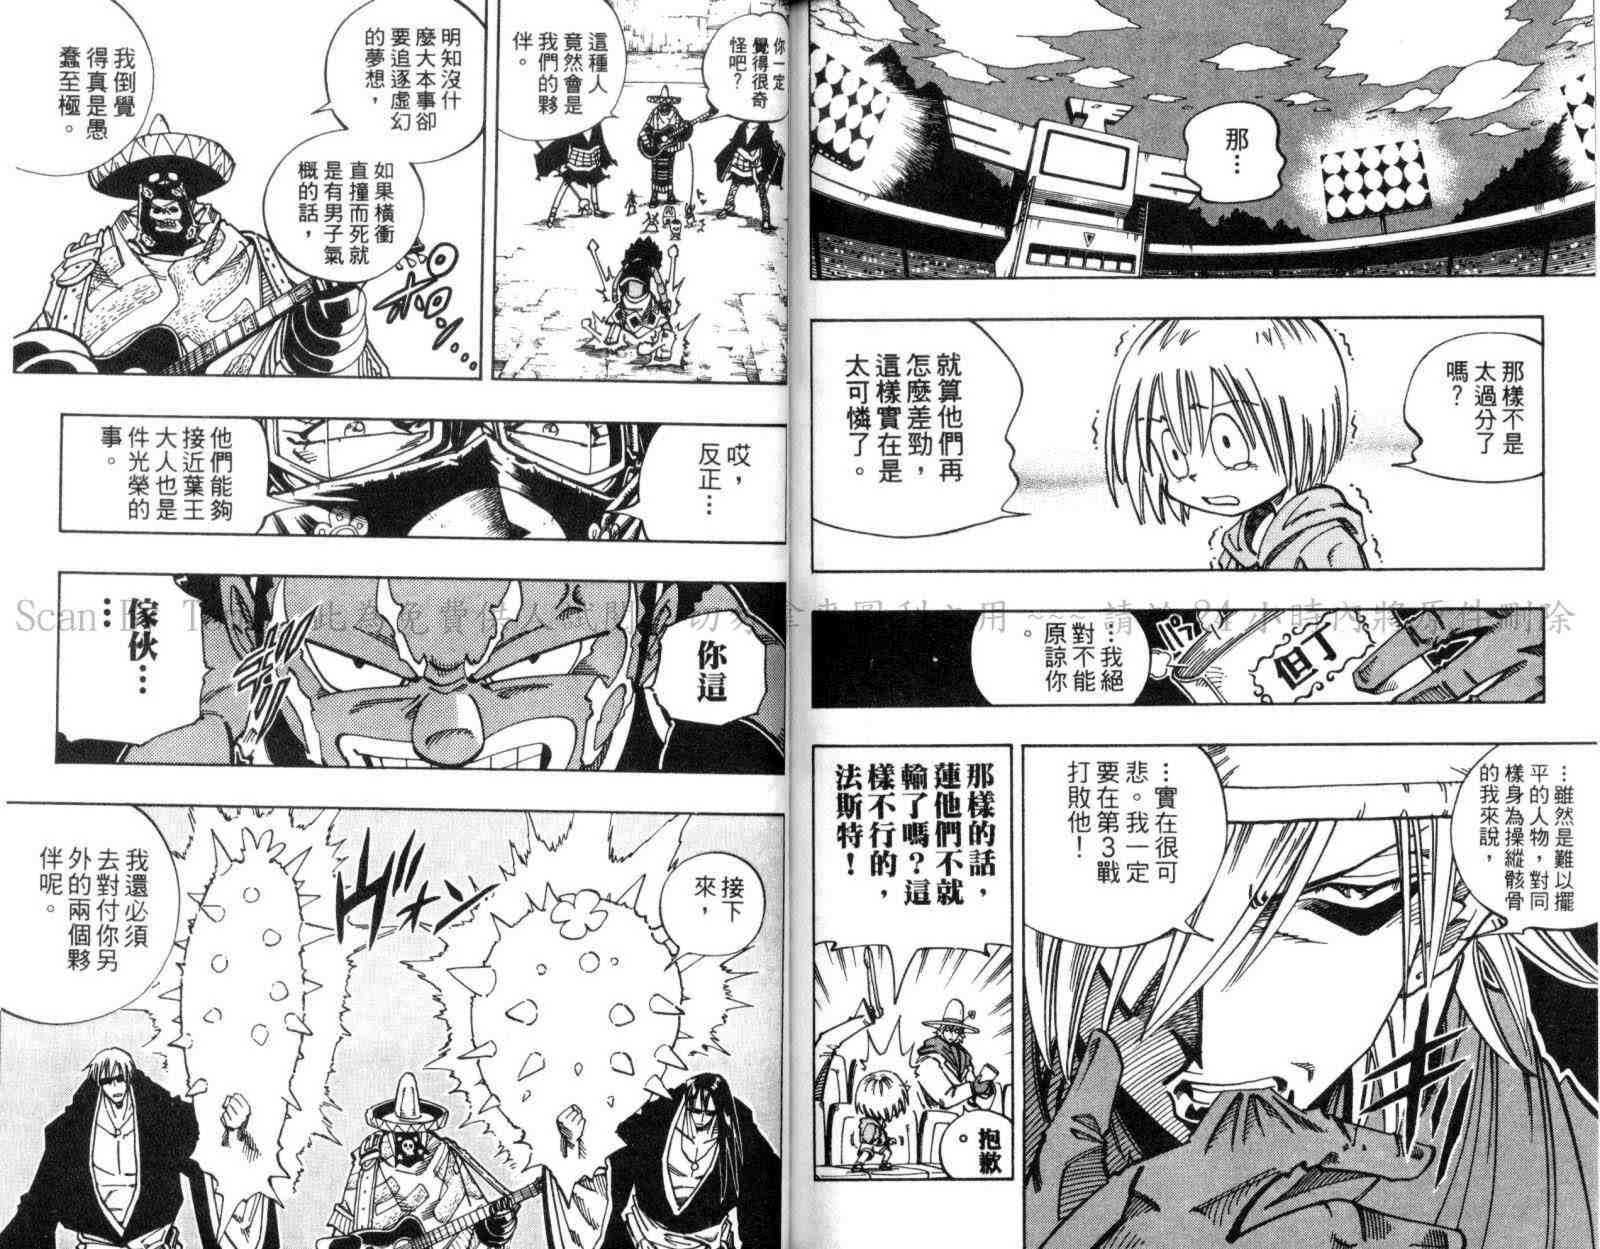 那…
那樣不是
太過分了
嗎？
就算他們再
怎麼差勁，
這樣實在是
太可憐了。
但丁
…我絕
對不能
原諒你
。
…雖然是難以擺
平的人物，對同
樣身為操縱骸骨
的我來說，
…實在很可
悲。我一定
要在第3戰
打敗他！
那樣的話，
蓮他們不就
輸了嗎？這
樣不行的，
法斯特！
抱歉
。
你一定
覺得很奇
怪吧？
這種人
竟然會是
我們的夥
伴。
明知沒什
麼大本事卻
要追逐虛幻
的夢想，
如果橫衝
直撞而死就
是有男子氣
概的話，
我倒覺
得真是愚
蠢至極。
哎，
反正…
他們能夠
接近葉王
大人也是
件光榮的
事。
你這
傢伙…
…
接下
來，
我還必須
去對付你另
外的兩個夥
伴呢。